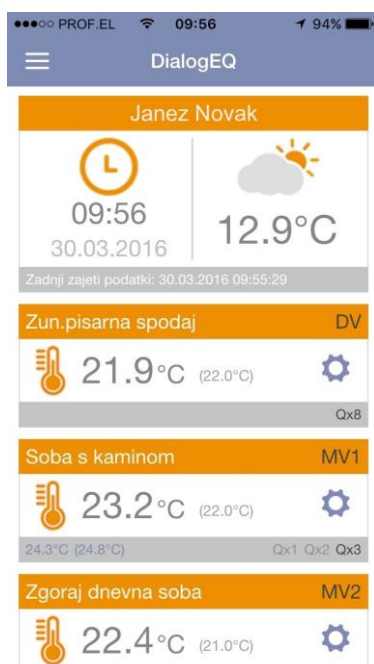 PROF.EL 09:56 94%
DialogEQ
Janez Novak
09:56
30.03.2016
12.9°C
Zadnji zajeti podatki: 30.03.2016 09:55:29
Zun.pisarna spodaj DV
21.9°C (22.0°C)
Qx8
Soba s kaminom MV1
23.2°C (22.0°C)
24.3°C (24.8°C) Qx1 Qx2 Qx3
Zgoraj dnevna soba MV2
22.4°C (21.0°C)